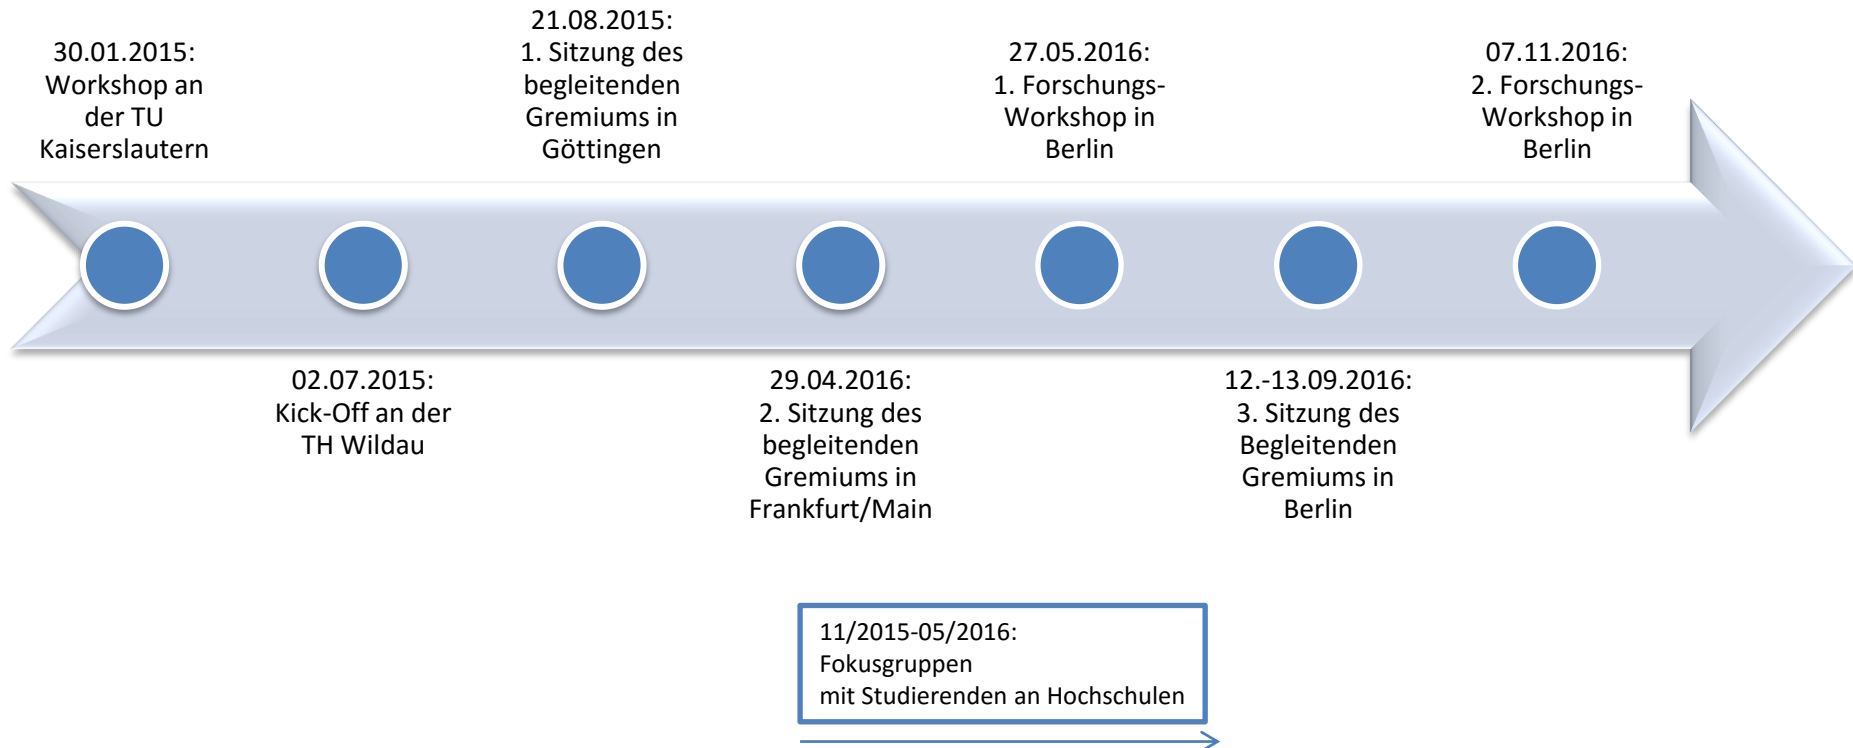 30.01.2015:
Workshop an
der TU
Kaiserslautern
02.07.2015:
Kick-Off an der
TH Wildau
21.08.2015:
1. Sitzung des
begleitenden
Gremiums in
Göttingen
29.04.2016:
2. Sitzung des
begleitenden
Gremiums in
Frankfurt/Main
27.05.2016:
1. Forschungs-
Workshop in
Berlin
12.-13.09.2016:
3. Sitzung des
Begleitenden
Gremiums in
Berlin
07.11.2016:
2. Forschungs-
Workshop in
Berlin
11/2015-05/2016:
Fokusgruppen
mit Studierenden an Hochschulen